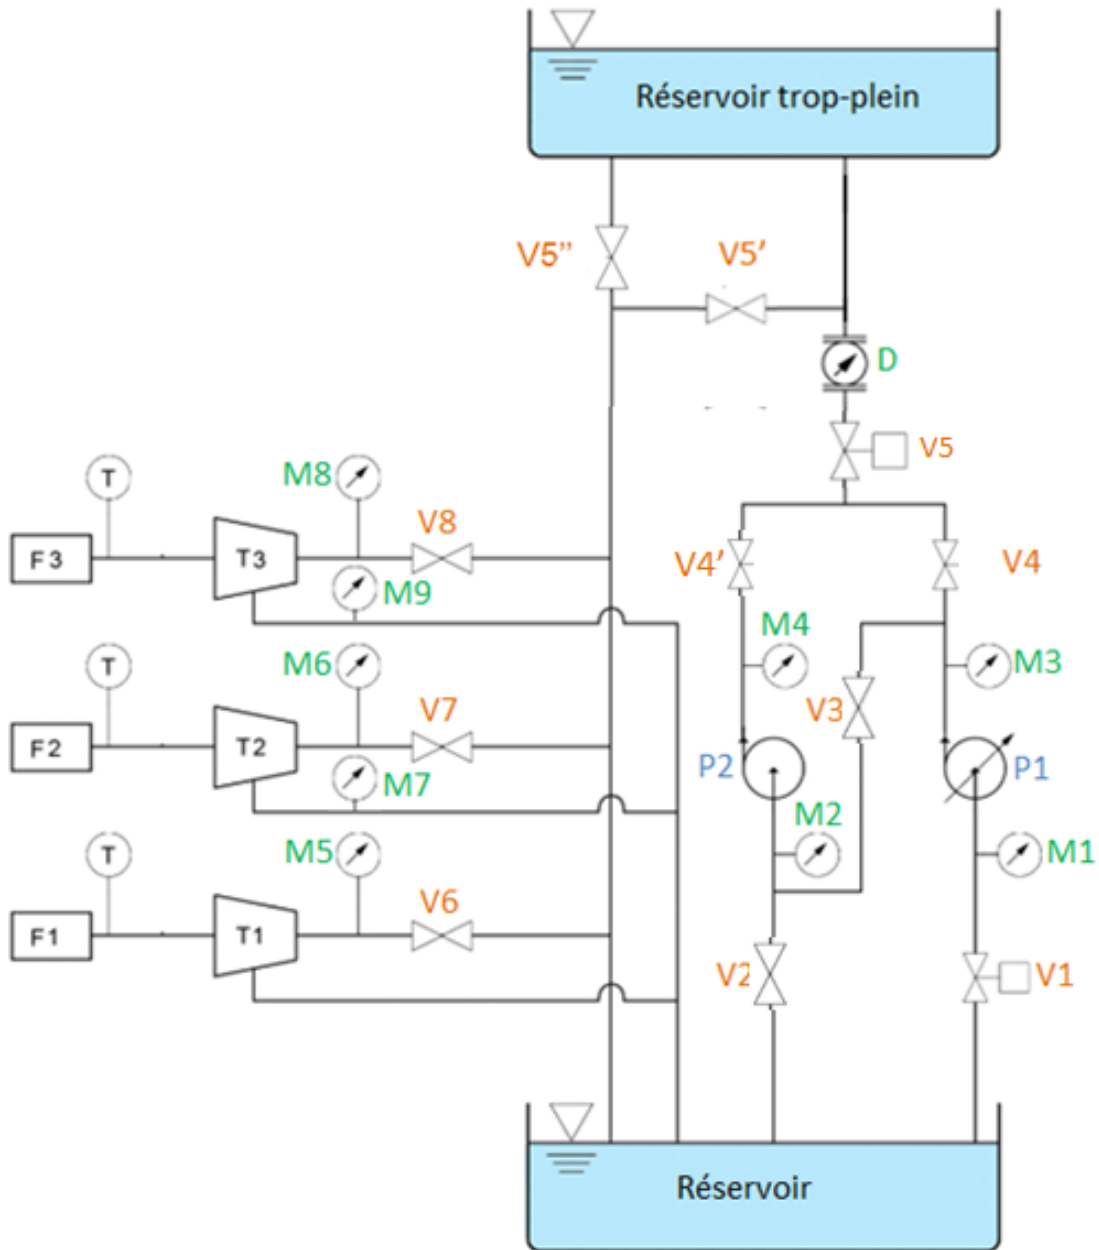 Réservoir trop-plein
V5”
V5’
D
V5
T
M8
V8
F3
T3
M9
V4’
V4
T
M6
V7
M4
M3
V3
F2
T2
M7
P2
P1
T
M5
M2
M1
V6
F1
T1
V2
V1
Réservoir